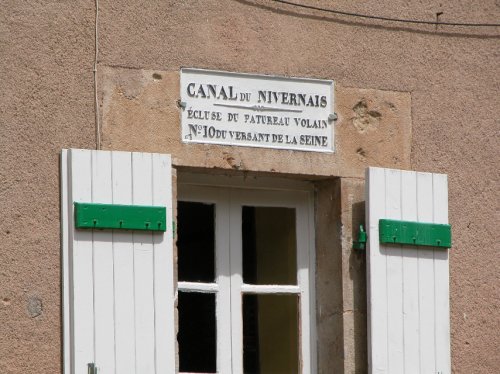 CANAL DU NIVERNAIS
ÉCLUSE DU PATUREAU VOLAIN
No. 10 DU VERSANT DE LA SEINE